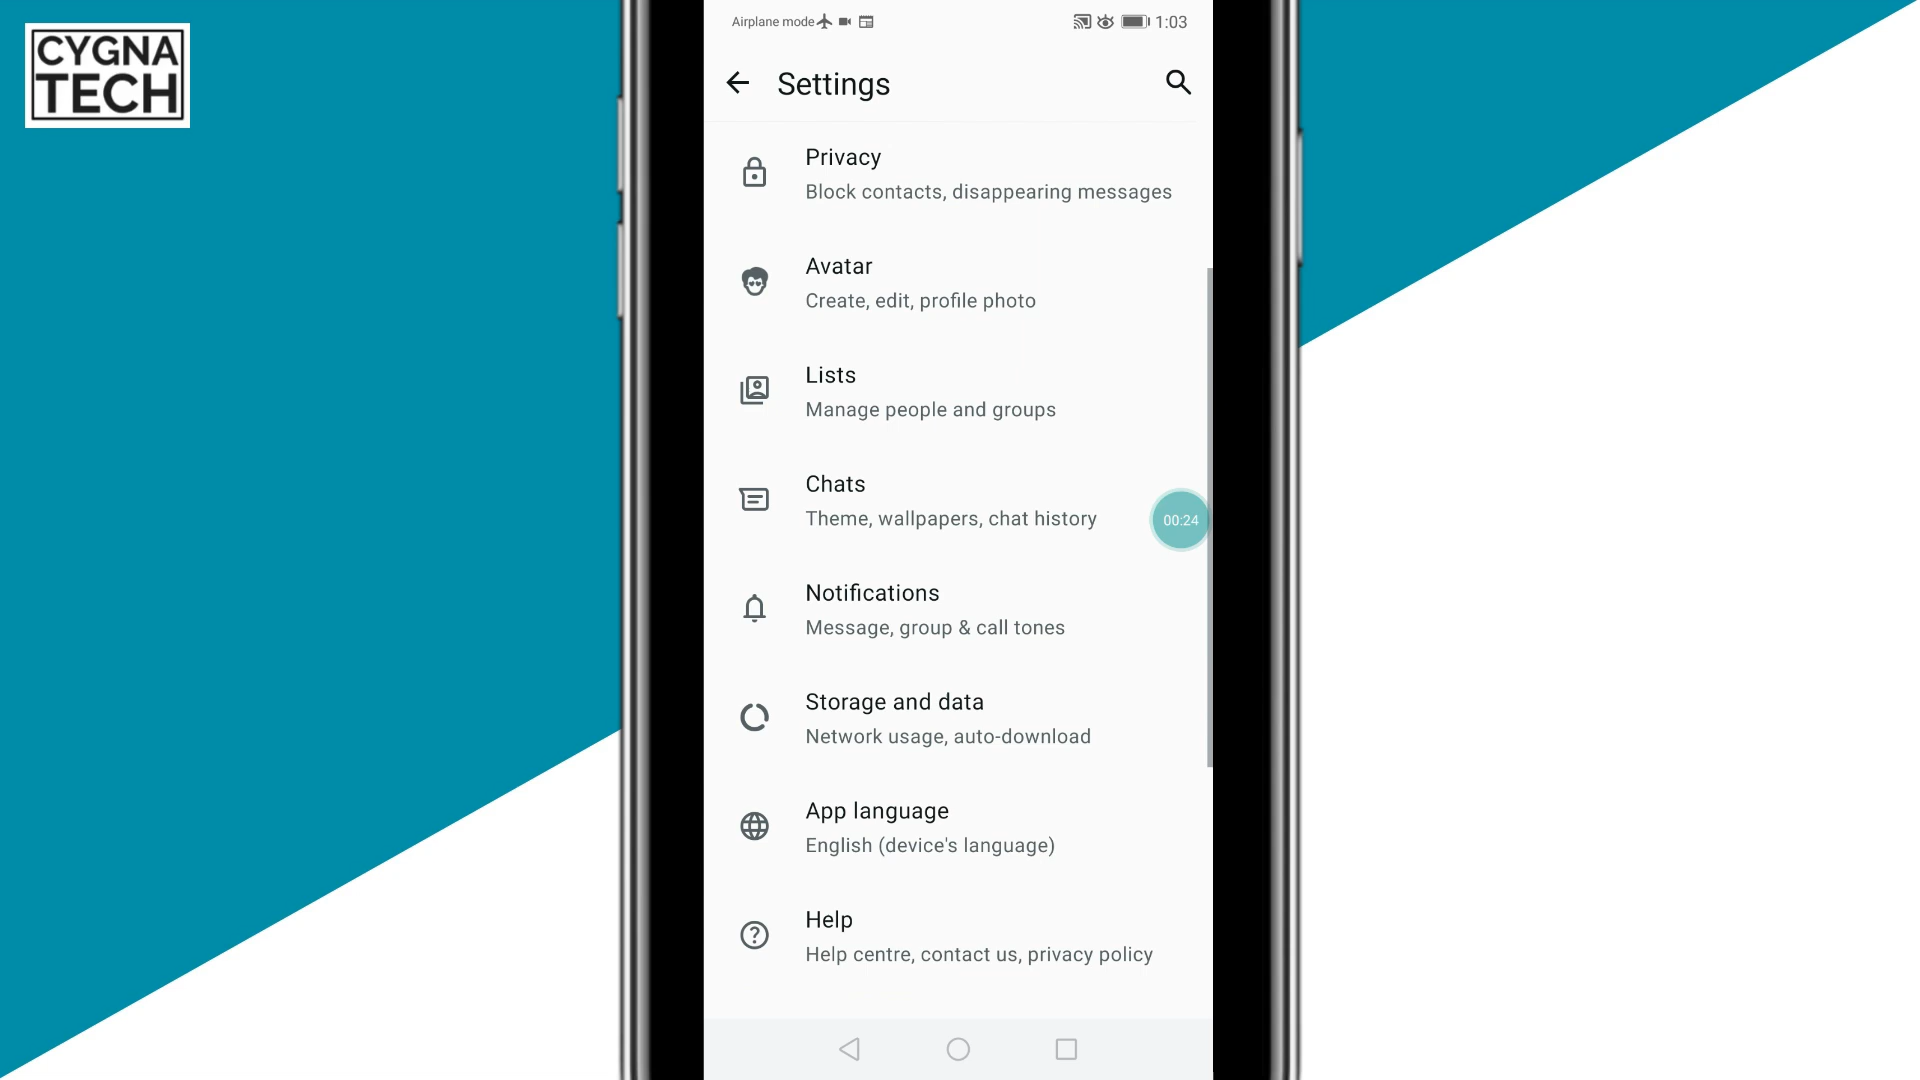 CYGNA
TECH
Airplane mode
1:03
Settings
Privacy
Block contacts, disappearing messages
Avatar
Create, edit, profile photo
Lists
Manage people and groups
Chats
Theme, wallpapers, chat history
00:24
Notifications
Message, group & call tones
Storage and data
Network usage, auto-download
App language
English (device's language)
Help
Help centre, contact us, privacy policy